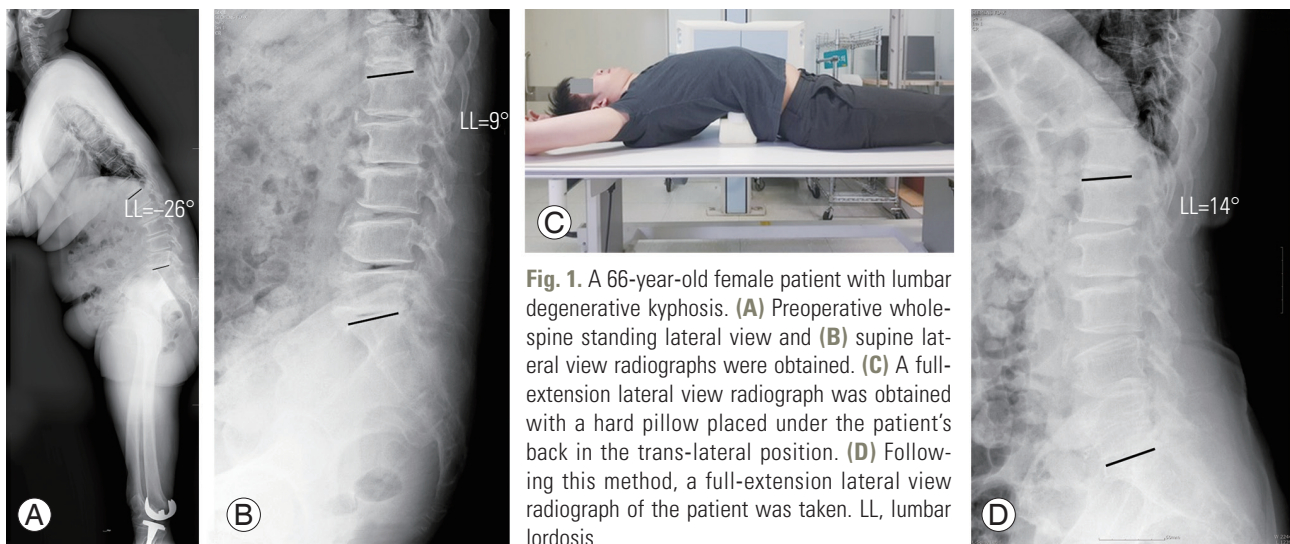 LL=–26°
A
LL=9°
B
C
Fig. 1. A 66-year-old female patient with lumbar
degenerative kyphosis. (A) Preoperative whole-
spine standing lateral view and (B) supine lat-
eral view radiographs were obtained. (C) A full-
extension lateral view radiograph was obtained
with a hard pillow placed under the patient's
back in the trans-lateral position. (D) Follow-
ing this method, a full-extension lateral view
radiograph of the patient was taken. LL, lumbar
lordosis
LL=14°
D